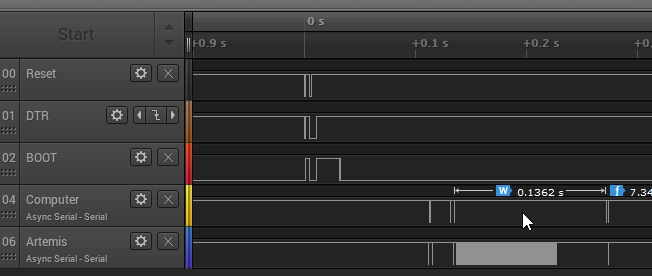 Start
0 s
+0.9 s
+0.1 s
+0.2 s
+0.
00 Reset
01 DTR
02 BOOT
W 0.1362 s f 7.34
04 Computer
Async Serial - Serial
06 Artemis
Async Serial - Serial